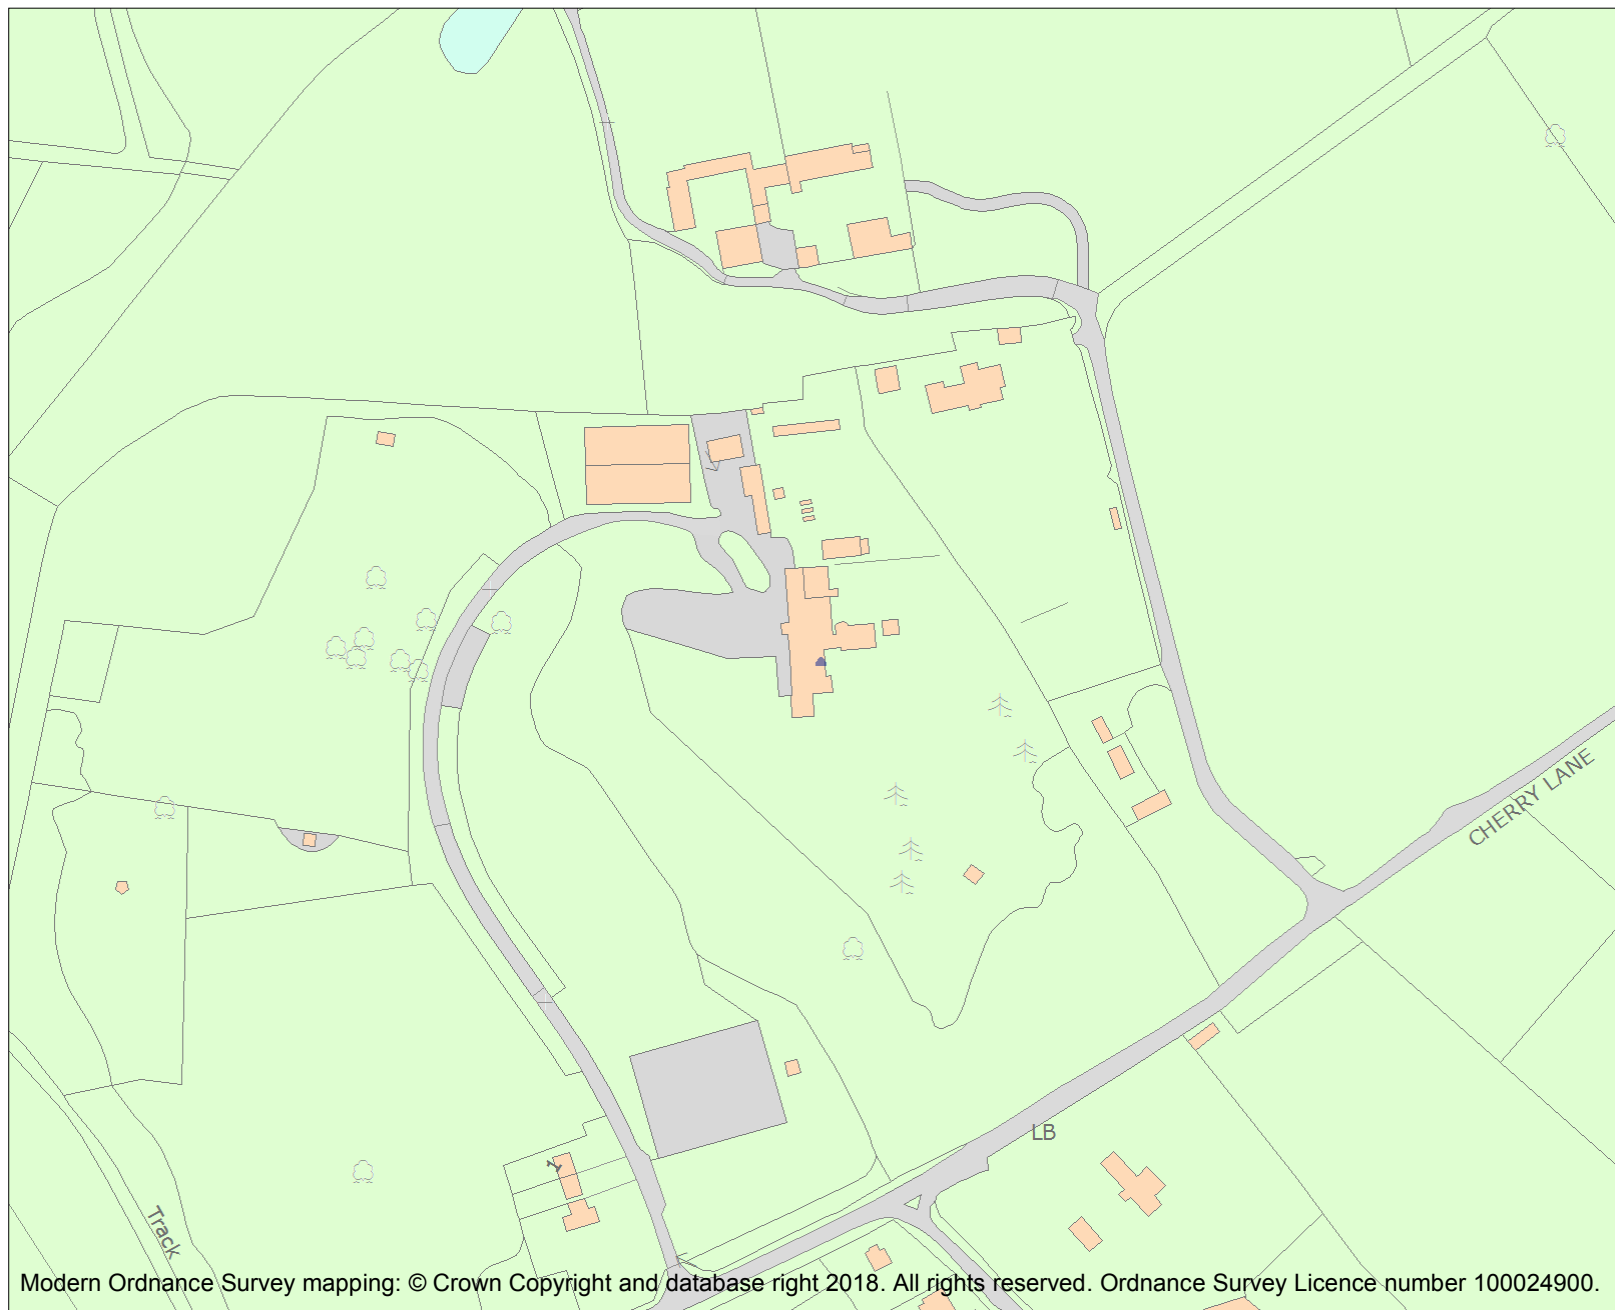 CHERRY LANE
LB
1
Track
Modern Ordnance Survey mapping: © Crown Copyright and database right 2018. All rights reserved. Ordnance Survey Licence number 100024900.